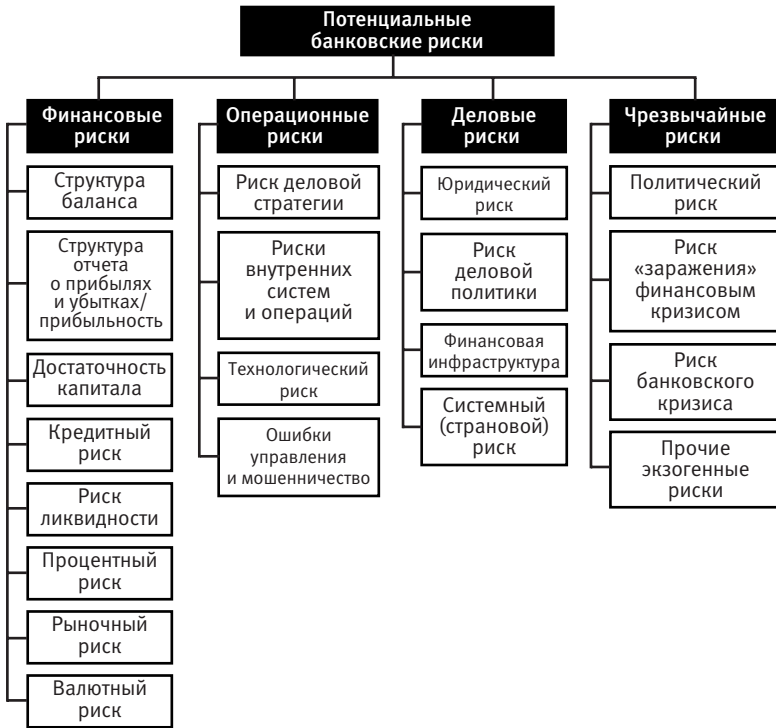 Потенциальные
банковские риски
Финансовые
риски
Структура
баланса
Структура
отчета
о прибылях
и убытках/
прибыльность
Достаточность
капитала
Кредитный
риск
Риск
ликвидности
Процентный
риск
Рыночный
риск
Валютный
риск
Операционные
риски
Риск деловой
стратегии
Риски
внутренних
систем
и операций
Технологический
риск
Ошибки
управления
и мошенничество
Деловые
риски
Юридический
риск
Риск
деловой
политики
Финансовая
инфраструктура
Системный
(страновой)
риск
Чрезвычайные
риски
Политический
риск
Риск
«заражения»
финансовым
кризисом
Риск
банковского
кризиса
Прочие
экзогенные
риски